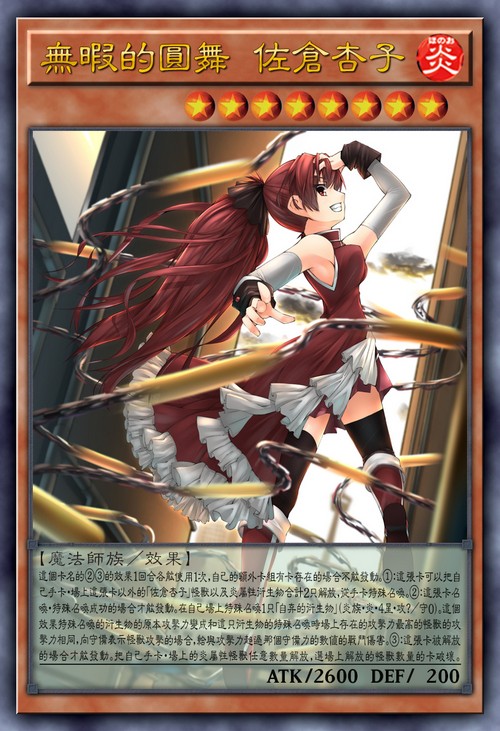 無暇的圓舞 佐倉杏子
ほのお
炎
【魔法師族／效果】
這個卡名的②③的效果1回合各能使用1次，自己的額外卡組有卡存在的場合不能發動。①：這張卡可以把自
己手卡・場上這張卡以外的「佐倉杏子」怪獸以及炎屬性衍生物合計2只解放，從手卡特殊召喚。②：這張卡召
喚・特殊召喚成功的場合才能發動。在自己場上特殊召喚1只「自弃的衍生物」（炎族・炎・4星・攻？/守0）。這個
效果特殊召喚的衍生物的原本攻擊力變成和這只衍生物的特殊召喚時場上存在的攻擊力最高的怪獸的攻
擊力相同，向守備表示怪獸攻擊的場合，給與攻擊力超過那個守備力的數值的戰鬥傷害。③：這張卡被解放
的場合才能發動。把自己手卡・場上的炎屬性怪獸任意數量解放，選場上解放的怪獸數量的卡破壞。
ATK/2600 DEF/ 200